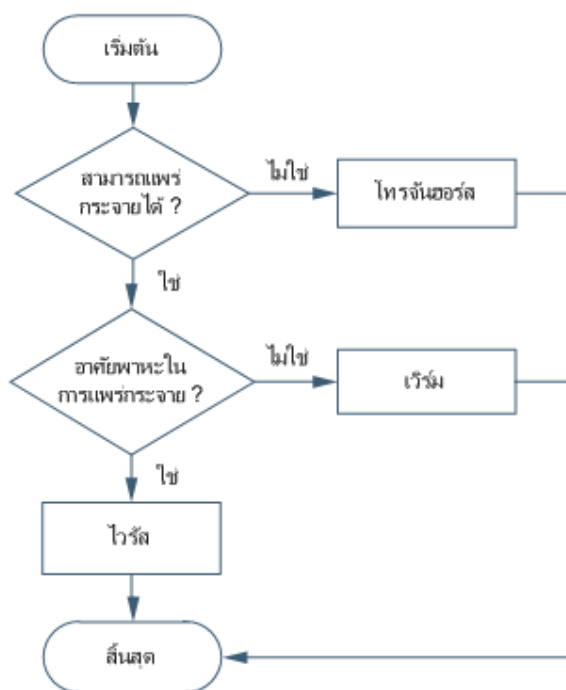 เริ่มต้น
สามารถแพร่
กระจายได้ ?
ไม่ใช่
โทรจันฮอร์ส
ใช่
อาศัยพาหะใน
การแพร่กระจาย ?
ไม่ใช่
เวิร์ม
ใช่
ไวรัส
สิ้นสุด